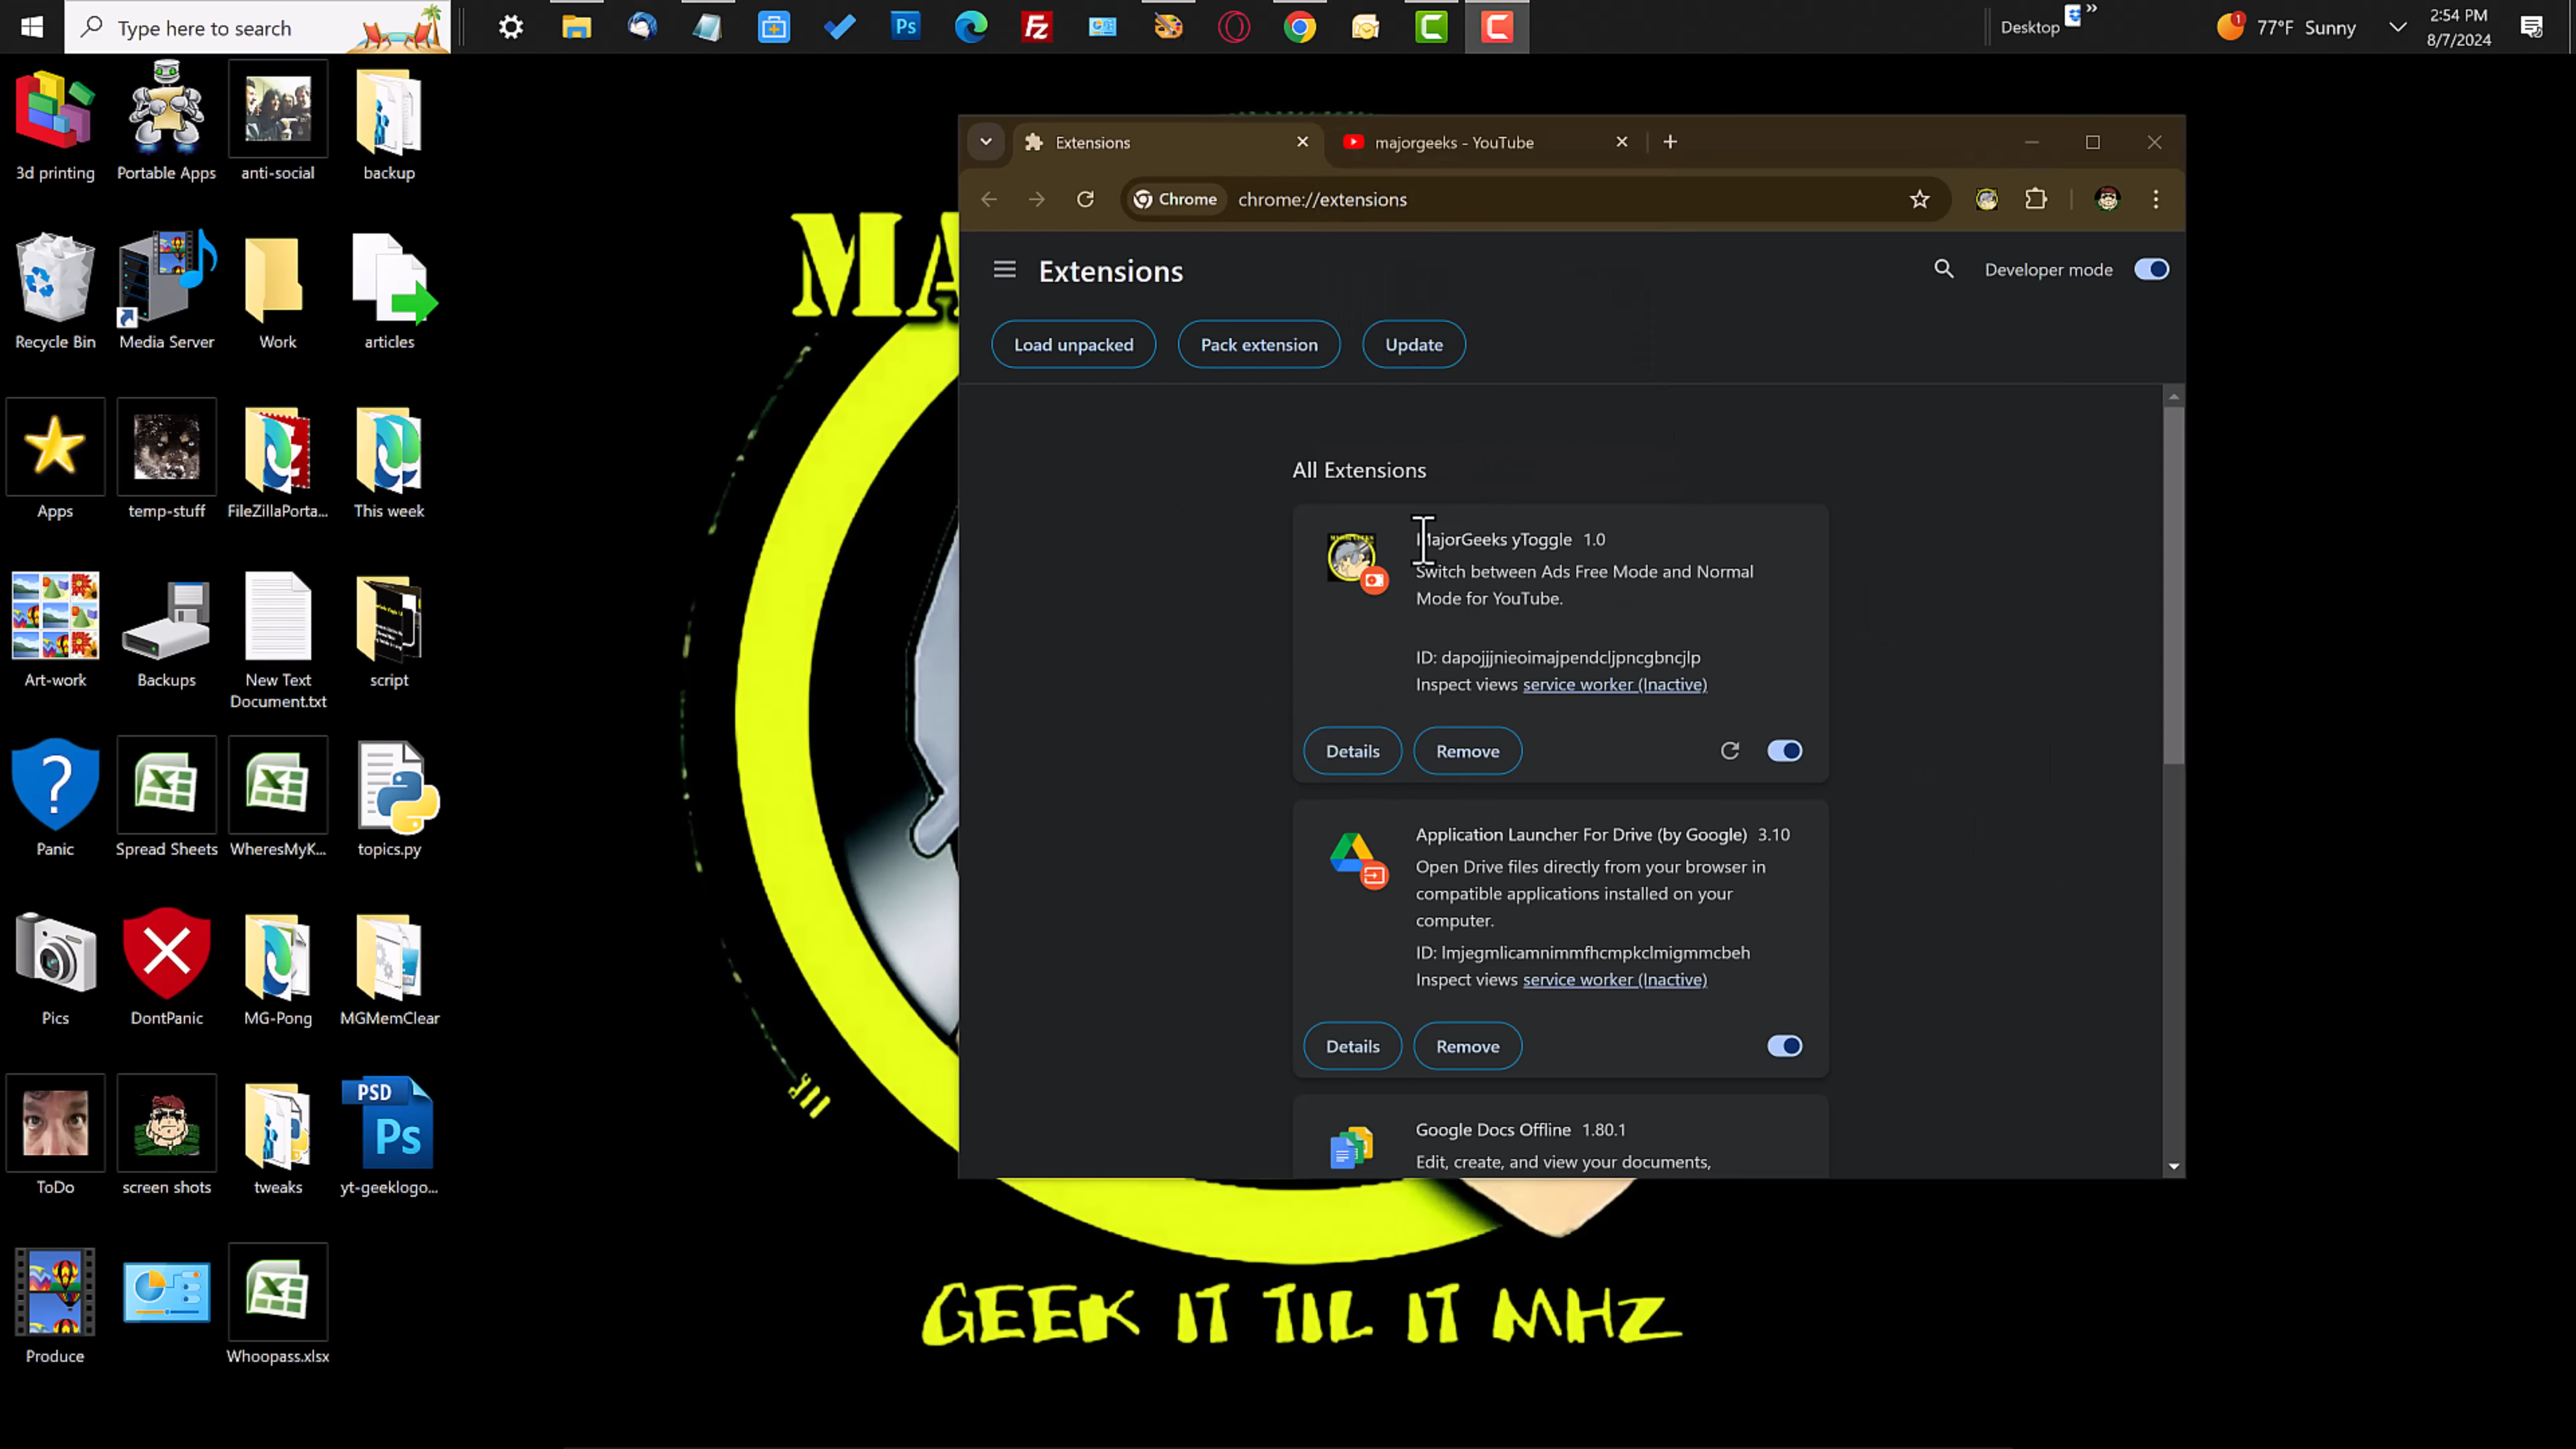 Type here to search
Desktop
»
1
77°F Sunny
2:54 PM
8/7/2024
3d printing
Portable Apps
anti-social
backup
Recycle Bin
Media Server
Work
articles
Apps
temp-stuff
FileZillaPorta...
This week
Art-work
Backups
New Text
Document.txt
script
Panic
Spread Sheets
WheresMyK...
topics.py
Pics
DontPanic
MG-Pong
MGMemClear
PSD
Ps
ToDo
screen shots
tweaks
yt-geeklogo...
Produce
Whoopass.xlsx
MA
Extensions
majorgeeks - YouTube
Chrome
chrome://extensions
Extensions
Developer mode
Load unpacked
Pack extension
Update
All Extensions
MajorGeeks yToggle 1.0
Switch between Ads Free Mode and Normal
Mode for YouTube.
ID: dapojjjnieoimajpendcljpncgbncjlp
Inspect views service worker (Inactive)
Details
Remove
Application Launcher For Drive (by Google) 3.10
Open Drive files directly from your browser in
compatible applications installed on your
computer.
ID: lmjegmlicamnimmfhcmpkclmigmmcbeh
Inspect views service worker (Inactive)
Details
Remove
Google Docs Offline 1.80.1
Edit, create, and view your documents,
GEEK IT TIL IT MHZ